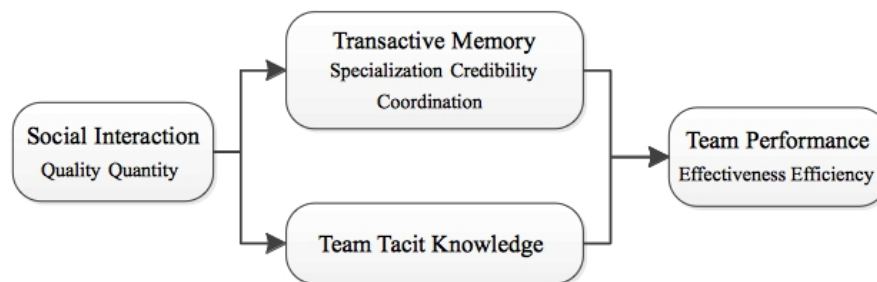 Transactive Memory
Specialization Credibility
Coordination
Social Interaction
Quality Quantity
Team Performance
Effectiveness Efficiency
Team Tacit Knowledge